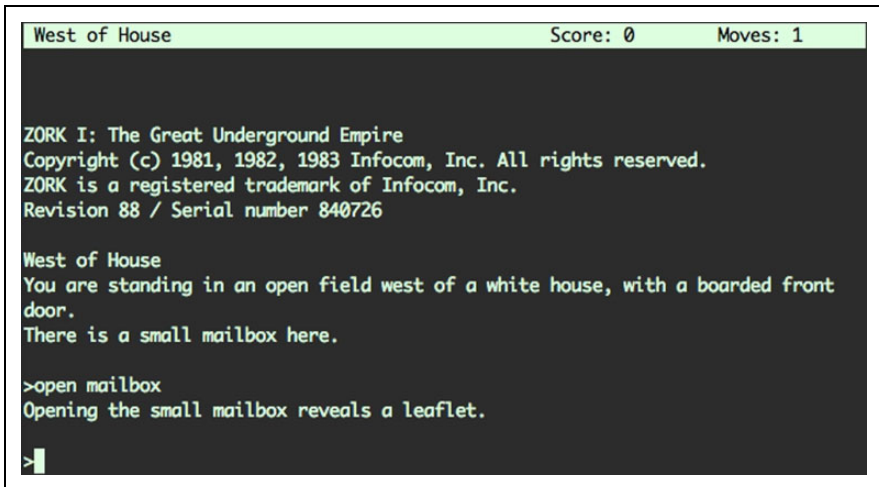 West of House Score: 0 Moves: 1
ZORK I: The Great Underground Empire
Copyright (c) 1981, 1982, 1983 Infocom, Inc. All rights reserved.
ZORK is a registered trademark of Infocom, Inc.
Revision 88 / Serial number 840726
West of House
You are standing in an open field west of a white house, with a boarded front
door.
There is a small mailbox here.
>open mailbox
Opening the small mailbox reveals a leaflet.
>